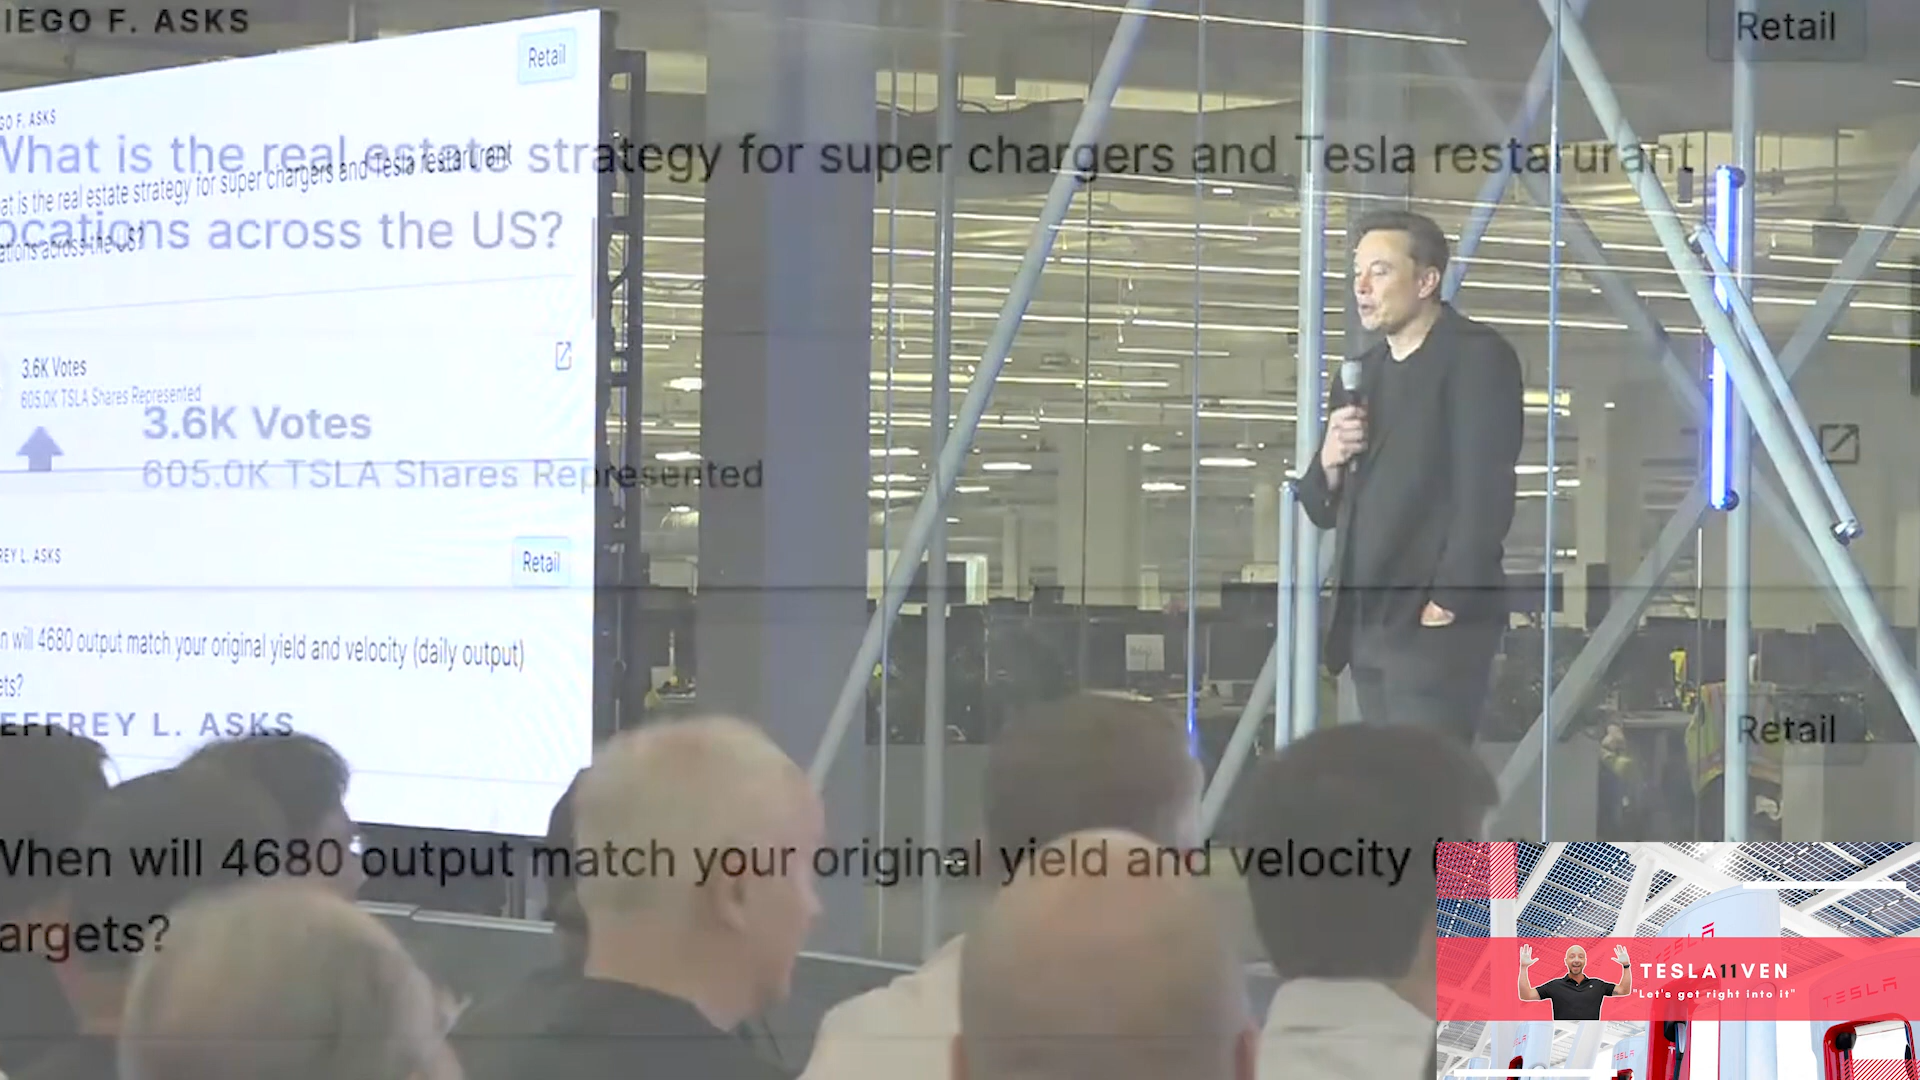 IEGO F. ASKS
Retail
What is the real estate strategy for super chargers and Tesla restarurant
ocations across the US?
3.6K Votes
605.0K TSLA Shares Represented
EFFREY L. ASKS
Retail
When will 4680 output match your original yield and velocity (
argets?
Retail
GO F. ASKS
at is the real estate strategy for super chargers and Tesla restarurant
ations across the US?
3.6K Votes
605.0K TSLA Shares Represented
REY L. ASKS
Retail
n will 4680 output match your original yield and velocity (daily output)
ets?
TESLA11VEN
"Let's get right into it"
TESLA
TESLA
TESLA
TESLA